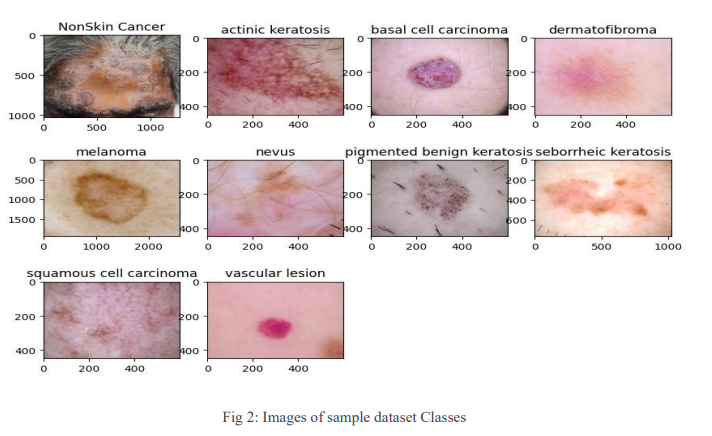 NonSkin Cancer
actinic keratosis
basal cell carcinoma
dermatofibroma
0
500
1000
0 500 1000
0
200
400
0 200 400
0
200
400
0 200 400
0
200
400
0 200 400
melanoma
nevus
pigmented benign keratosis
seborrheic keratosis
0
500
1000
1500
0 1000 2000
0
200
400
0 200 400
0
200
400
0 200 400
0
200
400
600
0 500 1000
squamous cell carcinoma
vascular lesion
0
200
400
0 200 400
0
200
400
0 200 400
Fig 2: Images of sample dataset Classes